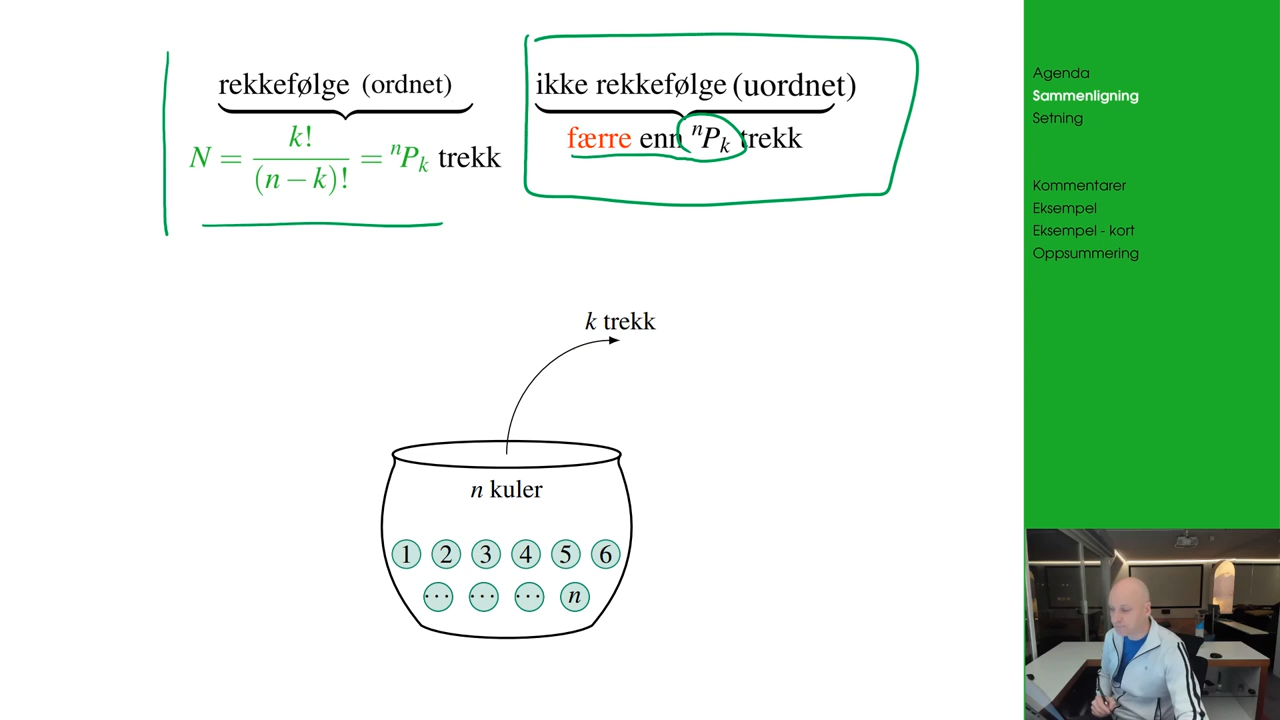 rekkefølge (ordnet)
N = k! / (n − k)! = ⁿPₖ trekk
ikke rekkefølge (uordnet)
færre enn ⁿPₖ trekk
k trekk
n kuler
1 2 3 4 5 6
... ... ... n
Agenda
Sammenligning
Setning
Kommentarer
Eksempel
Eksempel - kort
Oppsummering